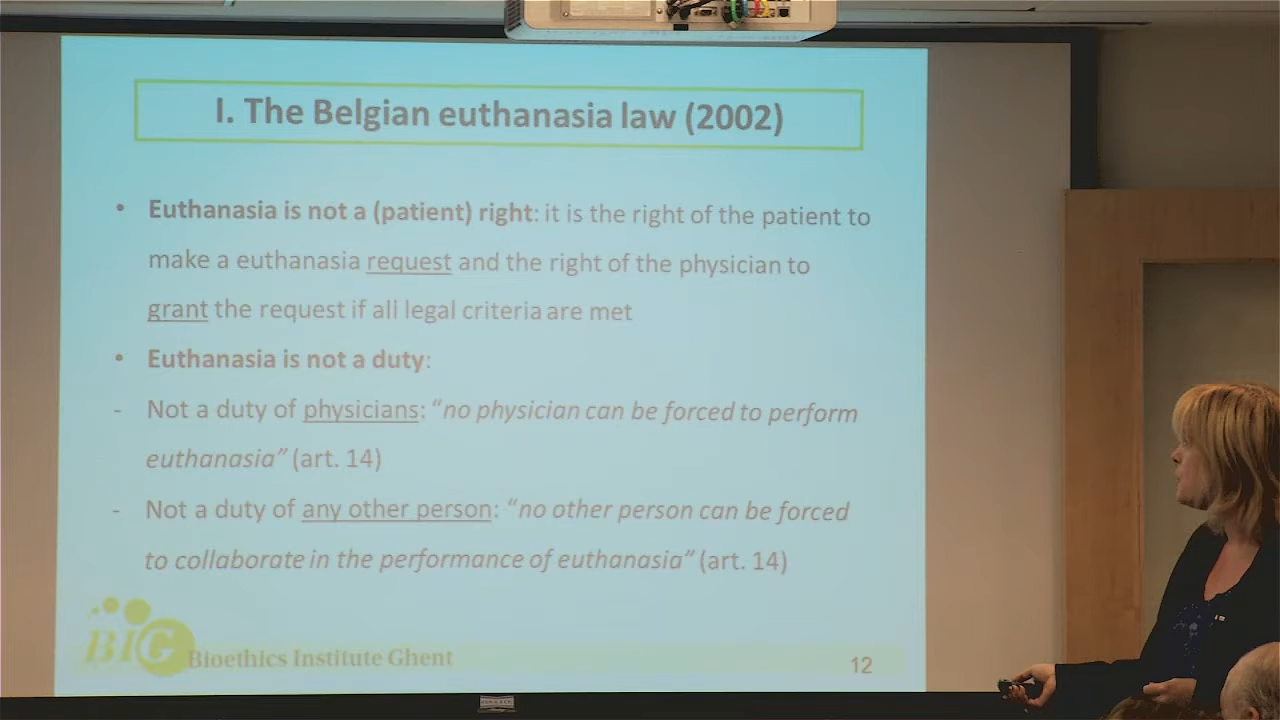 I. The Belgian euthanasia law (2002)
• Euthanasia is not a (patient) right: it is the right of the patient to
make a euthanasia request and the right of the physician to
grant the request if all legal criteria are met
• Euthanasia is not a duty:
- Not a duty of physicians: “no physician can be forced to perform
euthanasia” (art. 14)
- Not a duty of any other person: “no other person can be forced
to collaborate in the performance of euthanasia” (art. 14)
BIG Bioethics Institute Ghent
12